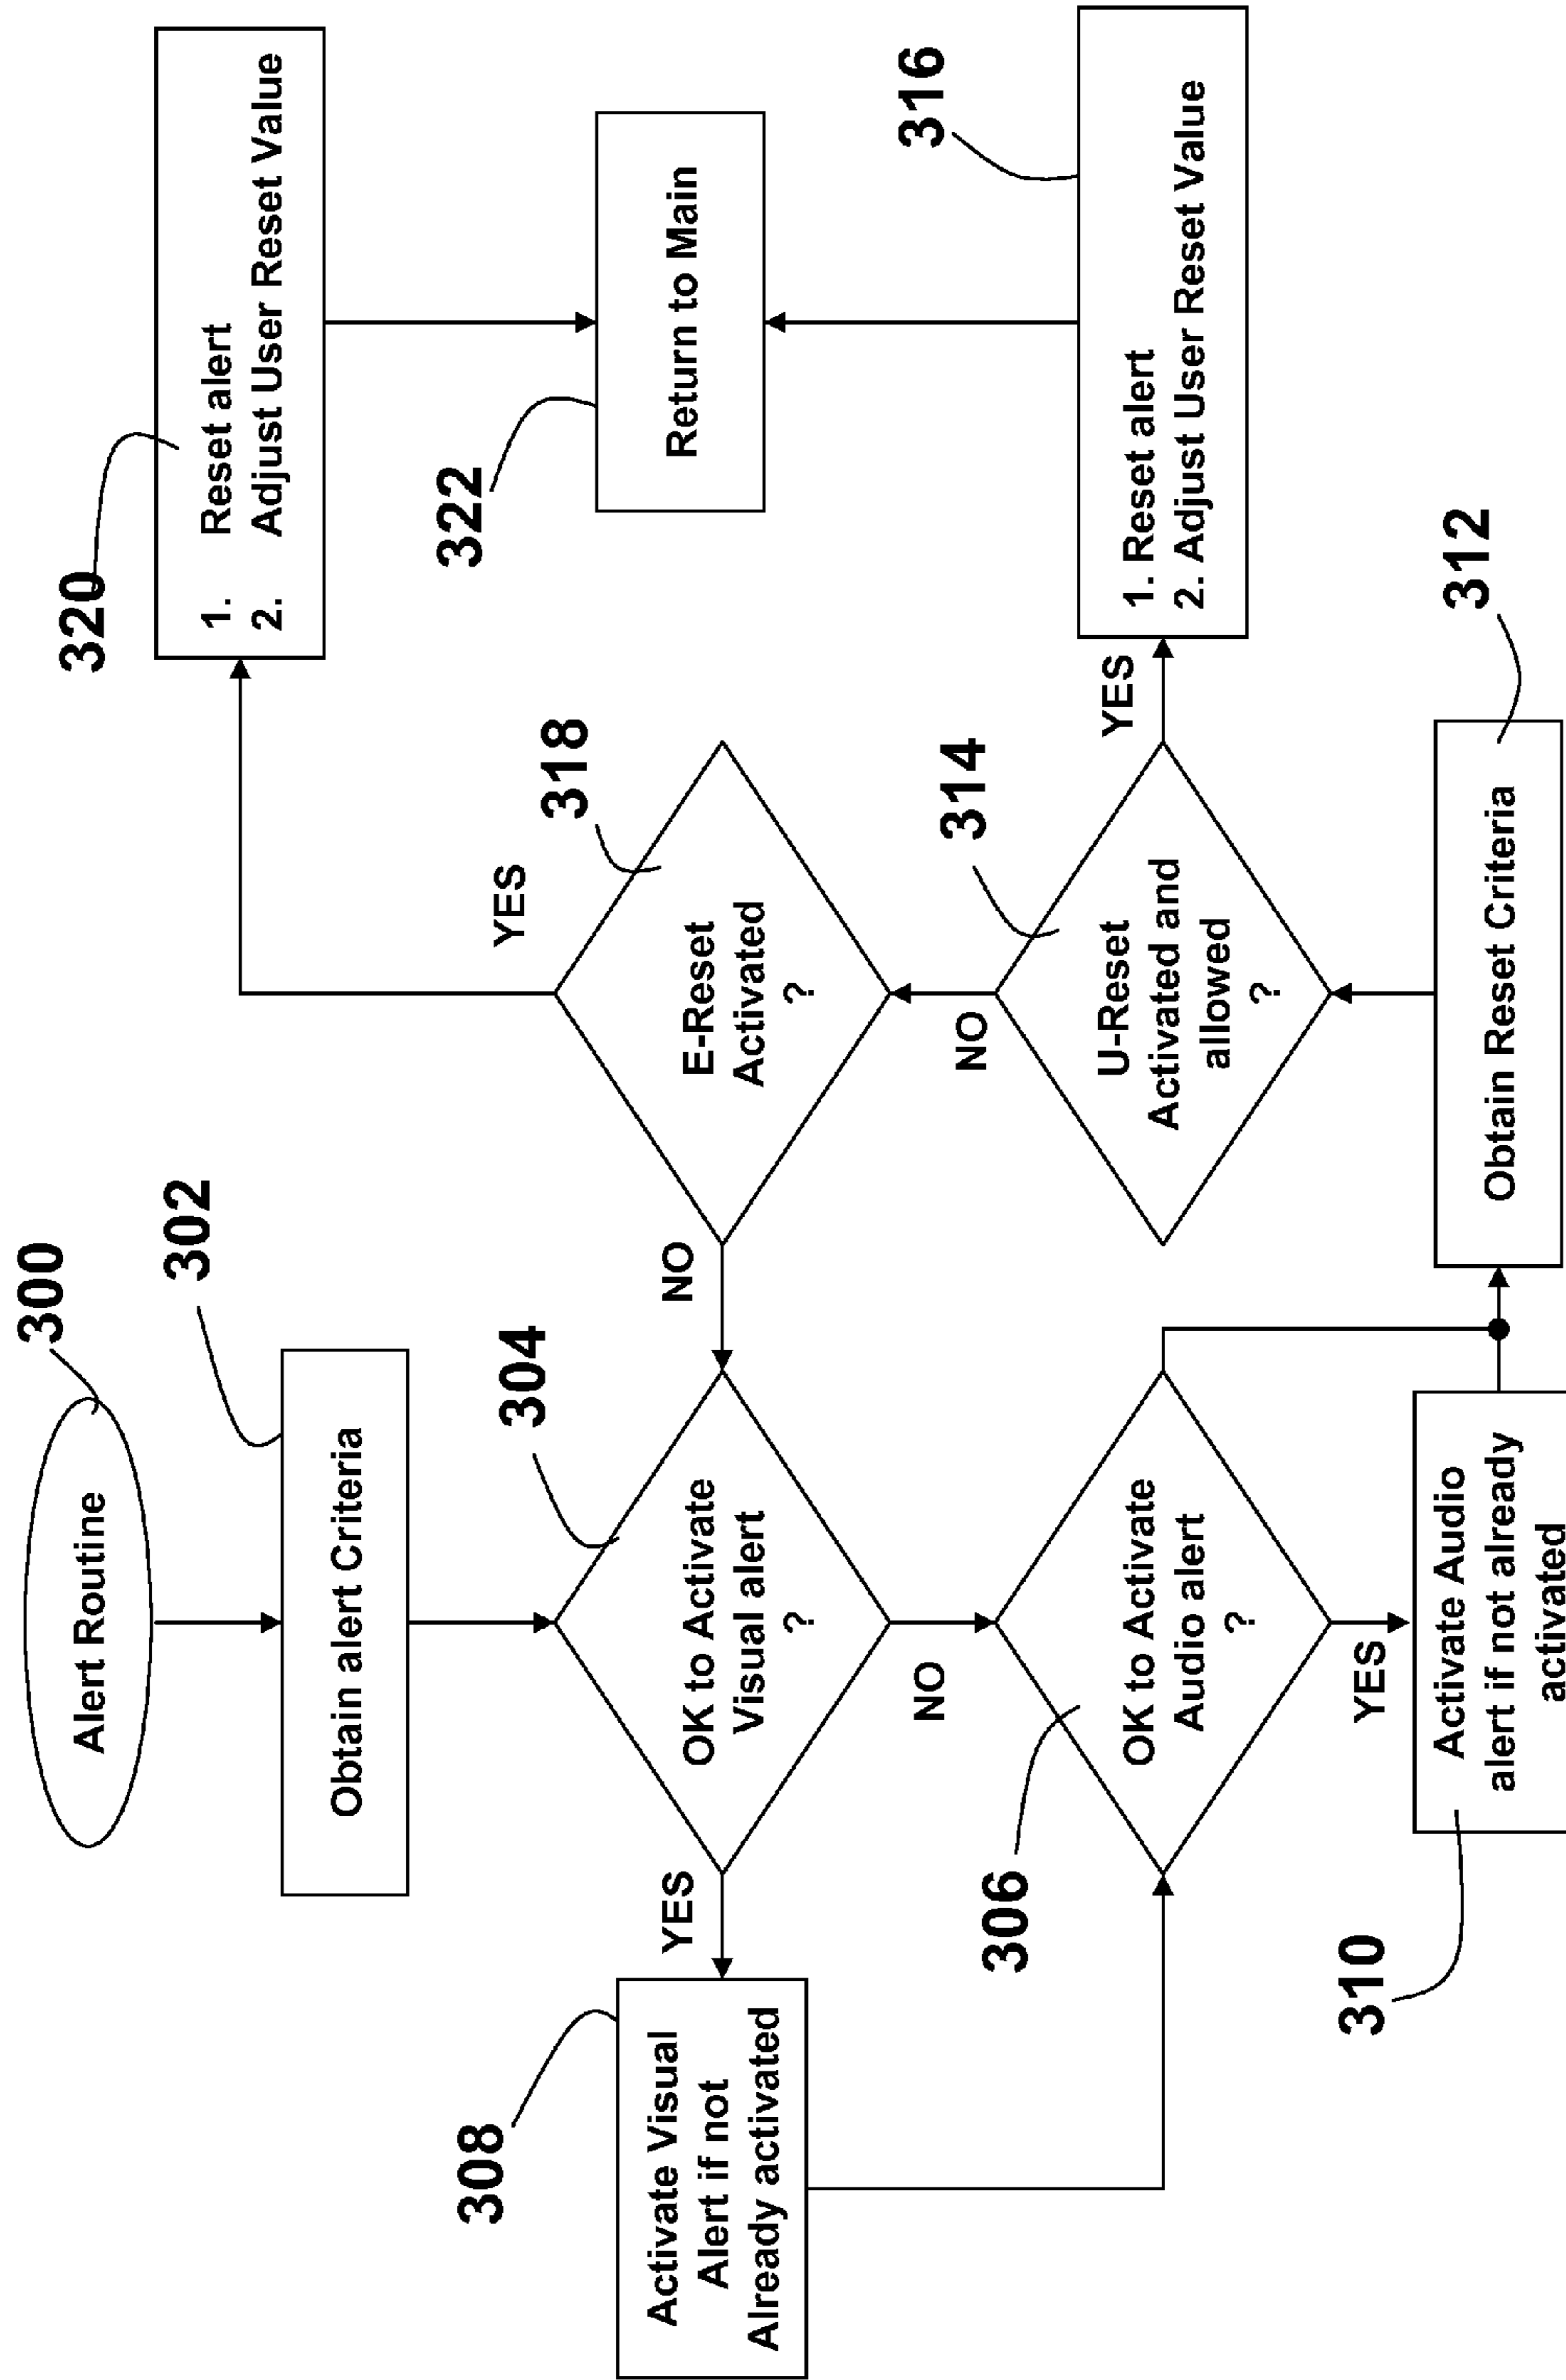 300
Alert Routine
302
Obtain alert Criteria
304
OK to Activate
Visual alert
?
YES
NO
308
Activate Visual
Alert if not
Already activated
306
OK to Activate
Audio alert
?
YES
310
Activate Audio
alert if not already
activated
312
Obtain Reset Criteria
314
U-Reset
Activated and
allowed
?
YES
NO
316
1. Reset alert
2. Adjust User Reset Value
318
E-Reset
Activated
?
YES
NO
320
1. Reset alert
2. Adjust User Reset Value
322
Return to Main